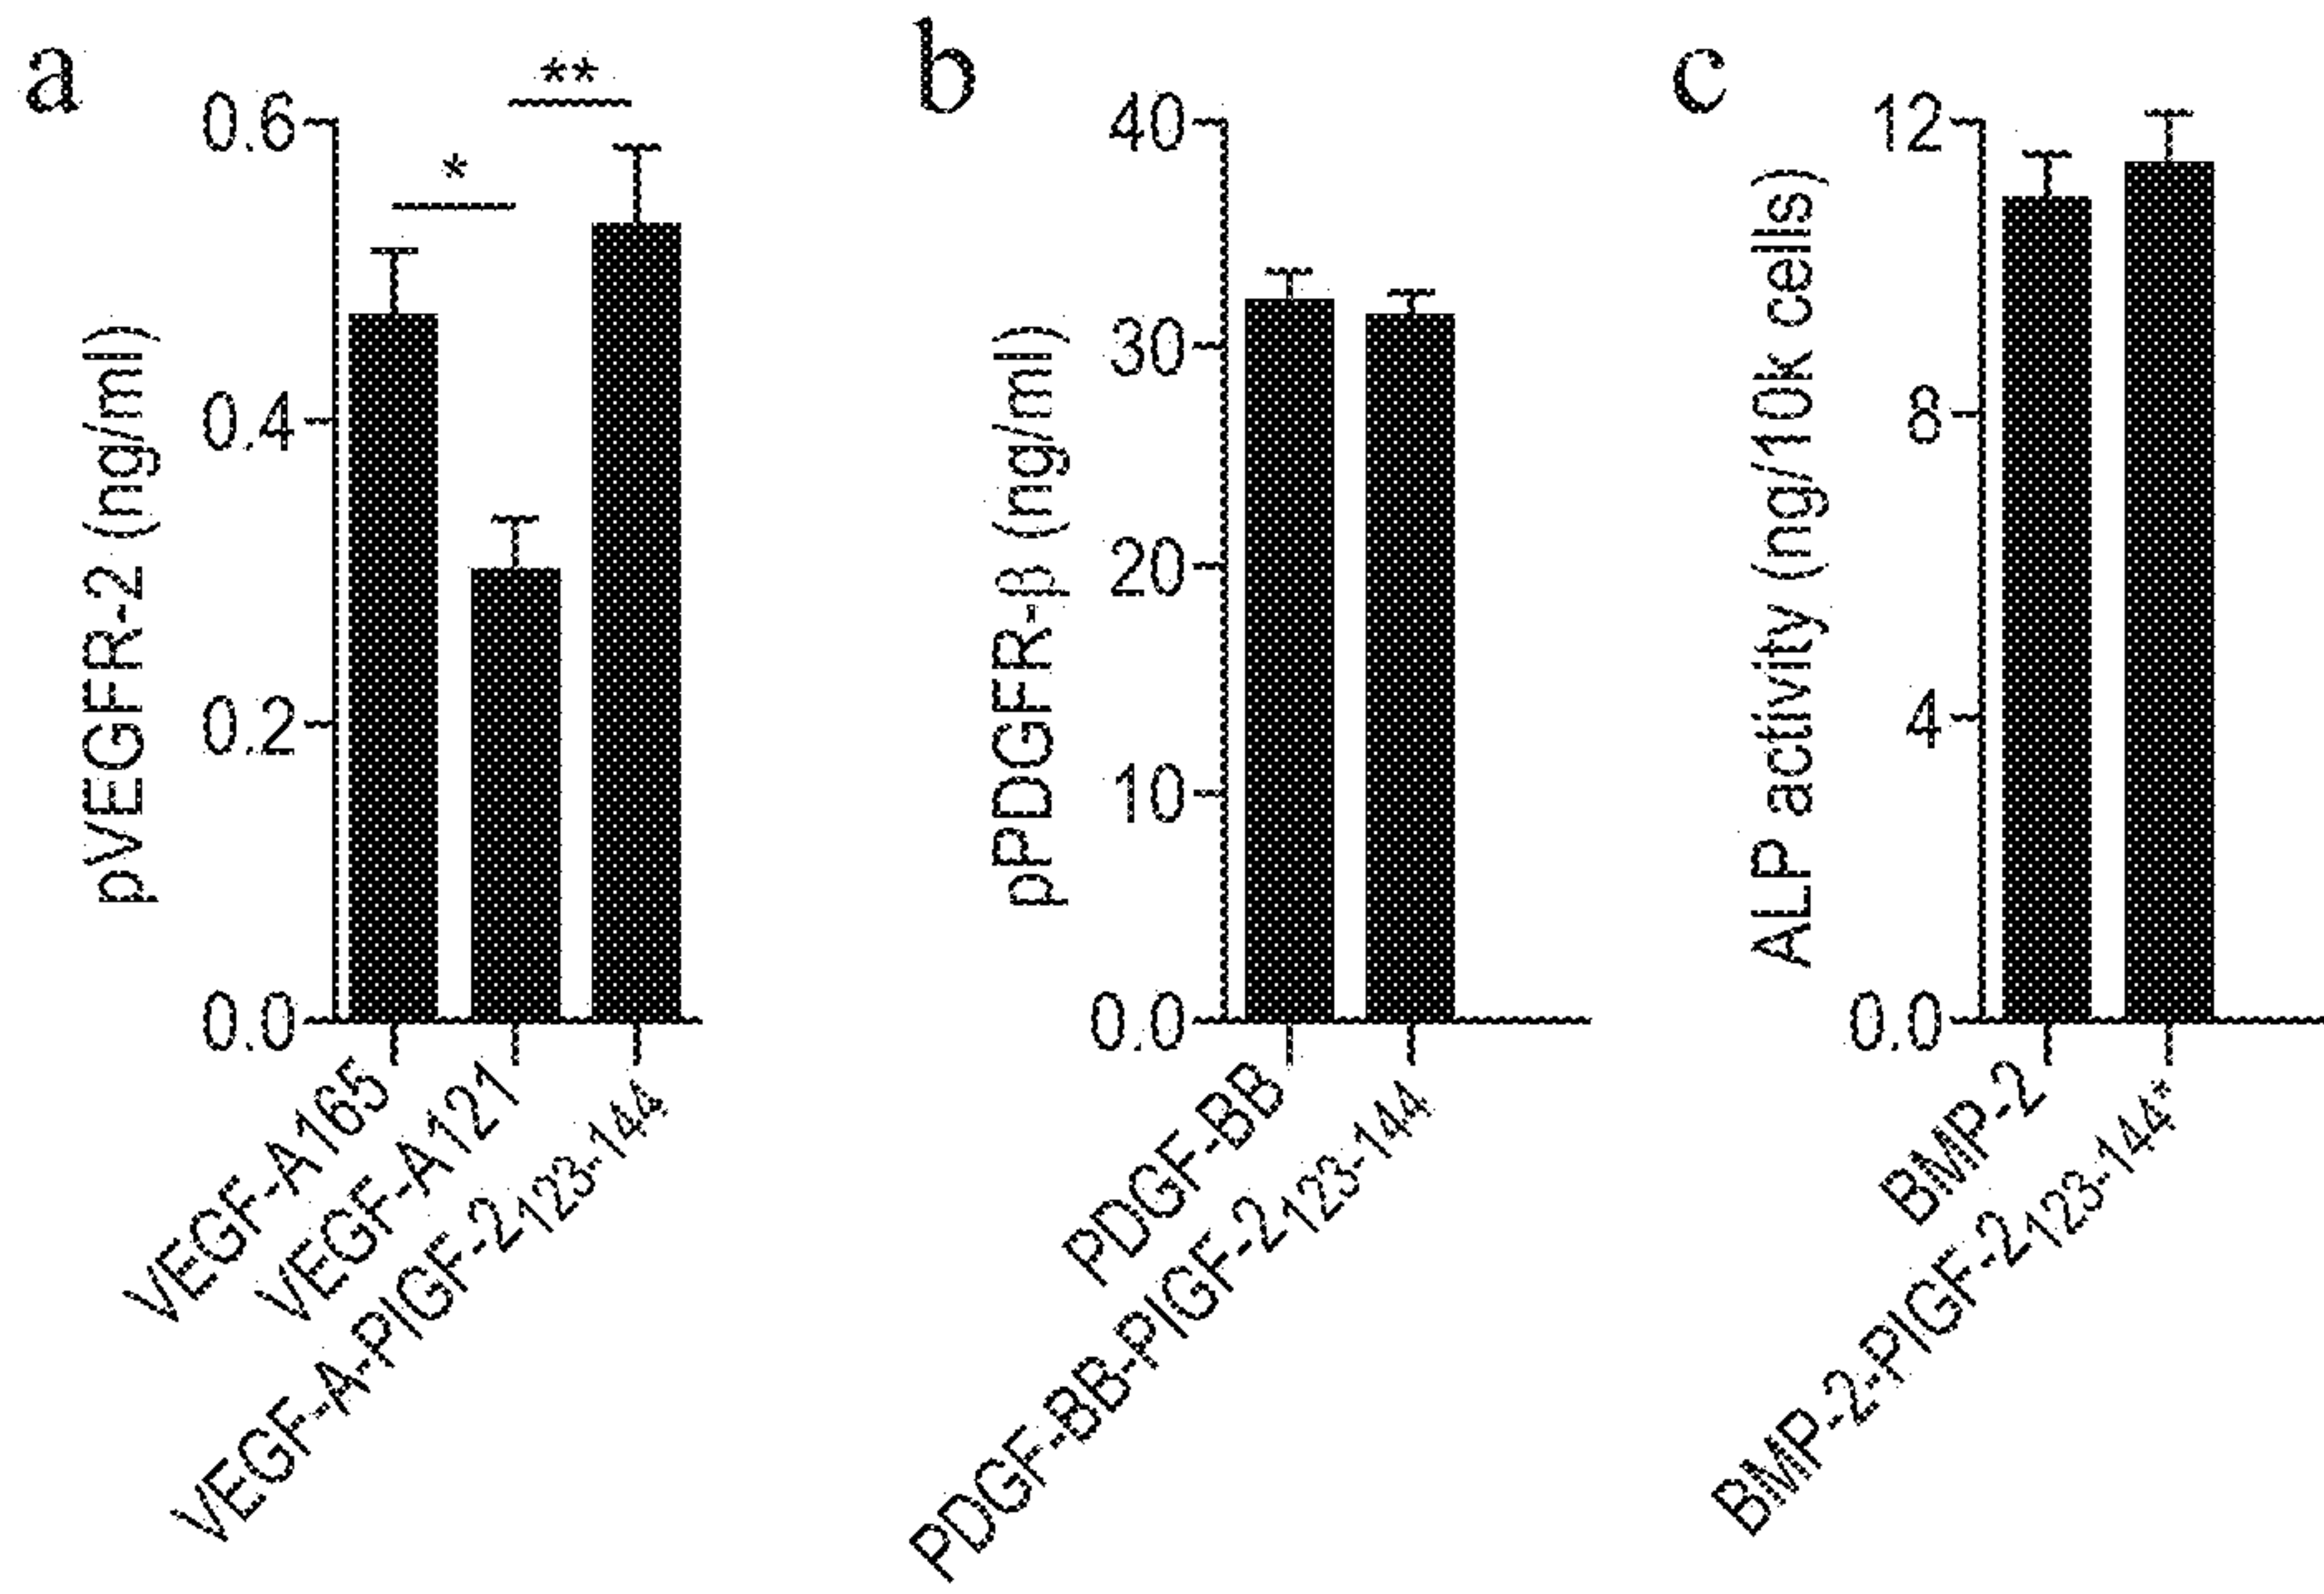 a
pVEGFR-2 (ng/ml)
0.6
0.4
0.2
0.0
*
**
VEGF-A165
VEGF-A121
VEGF-A-PlGF-2123-144
b
pPDGFR-β (ng/ml)
40
30
20
10
0.0
PDGF-BB
PDGF-BB-PlGF-2123-144
c
ALP activity (ng/10k cells)
12
8
4
0.0
BMP-2
BMP-2-PlGF-2123-144*